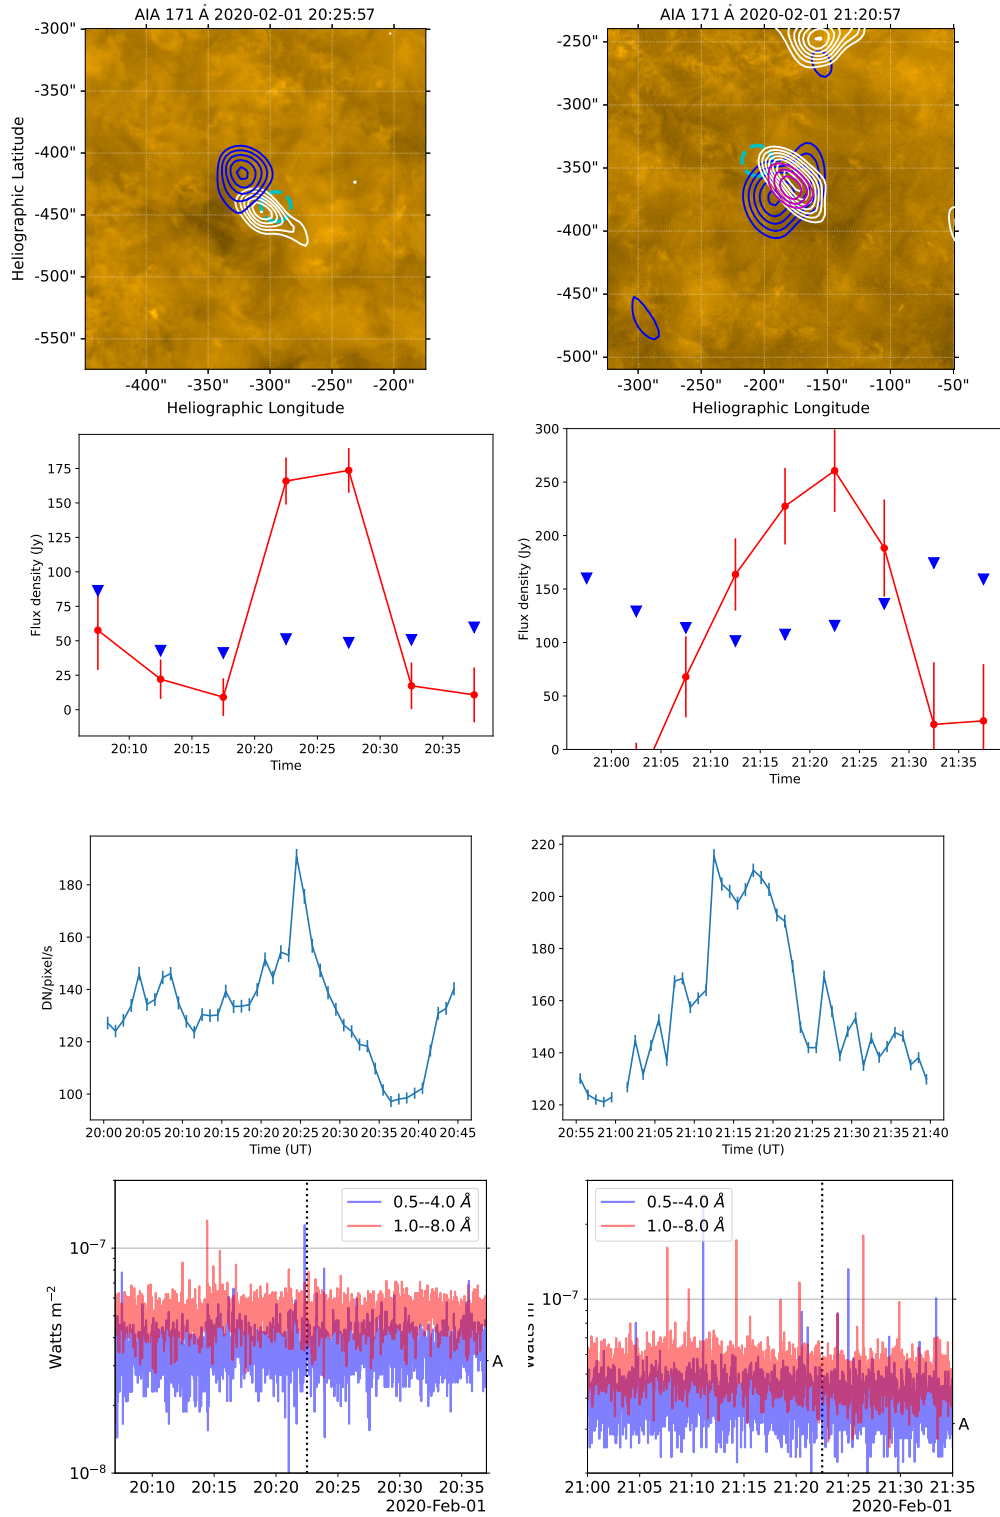 AIA 171 Å 2020-02-01 20:25:57
-300"
-350"
-400"
-450"
-500"
-550"
Heliographic Latitude
-400" -350" -300" -250" -200"
Heliographic Longitude
AIA 171 Å 2020-02-01 21:20:57
-250"
-300"
-350"
-400"
-450"
-500"
-300" -250" -200" -150" -100" -50"
Heliographic Longitude
175
150
125
100
75
50
25
0
Flux density (Jy)
20:10 20:15 20:20 20:25 20:30 20:35
Time
300
250
200
150
100
50
0
Flux density (Jy)
21:00 21:05 21:10 21:15 21:20 21:25 21:30 21:35
Time
180
160
140
120
100
DN/pixel/s
20:00 20:05 20:10 20:15 20:20 20:25 20:30 20:35 20:40 20:45
Time (UT)
220
200
180
160
140
120
20:55 21:00 21:05 21:10 21:15 21:20 21:25 21:30 21:35 21:40
Time (UT)
0.5--4.0 Å
1.0--8.0 Å
10⁻⁷
10⁻⁸
Watts m⁻²
A
20:10 20:15 20:20 20:25 20:30 20:35
2020-Feb-01
0.5--4.0 Å
1.0--8.0 Å
10⁻⁷
Watts m
A
21:00 21:05 21:10 21:15 21:20 21:25 21:30 21:35
2020-Feb-01